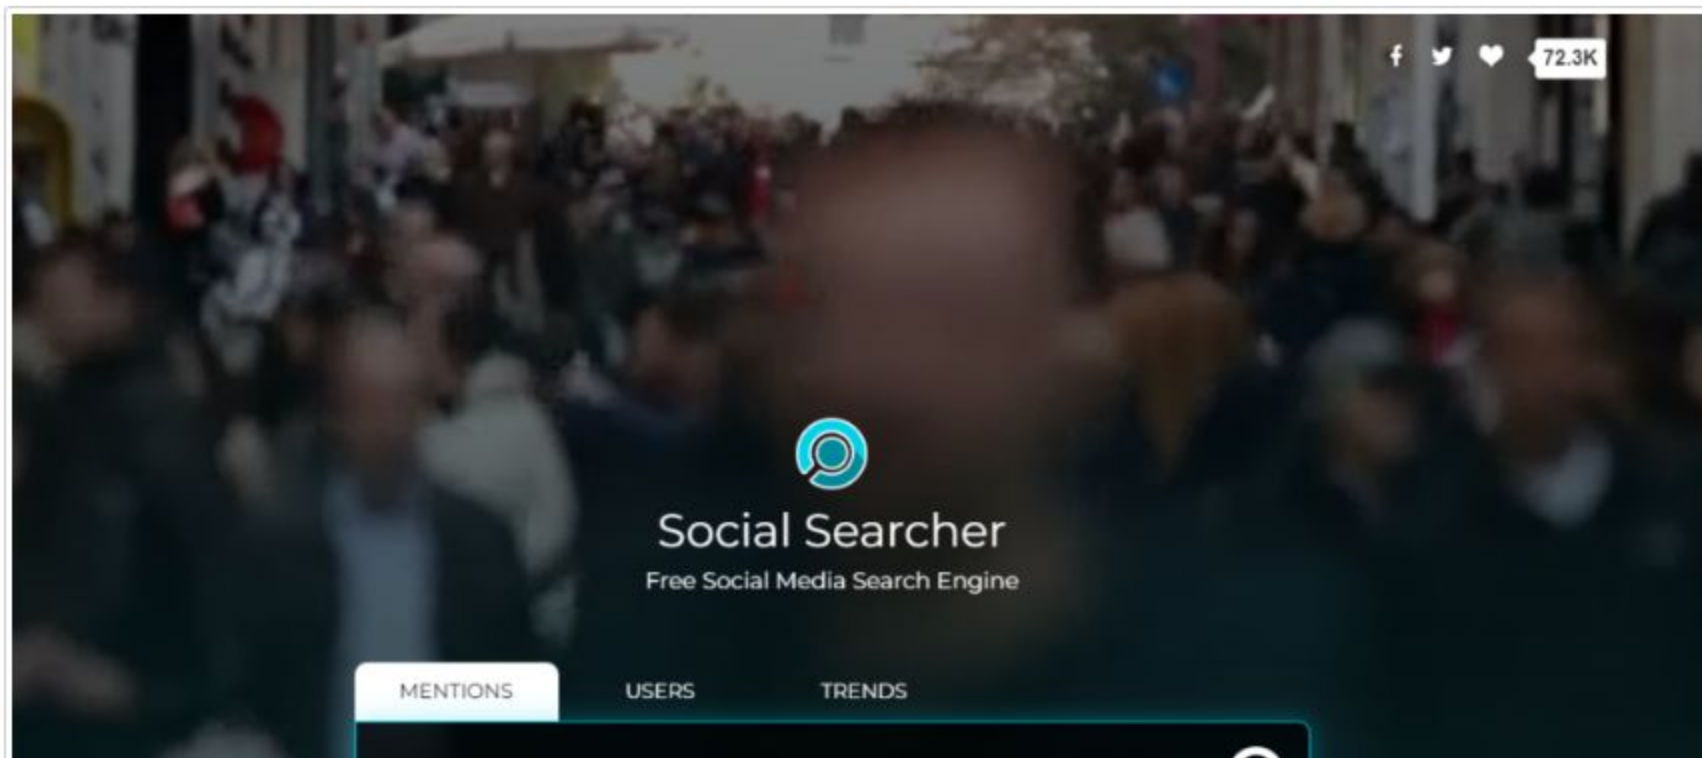 72.3K
Social Searcher
Free Social Media Search Engine
MENTIONS USERS TRENDS